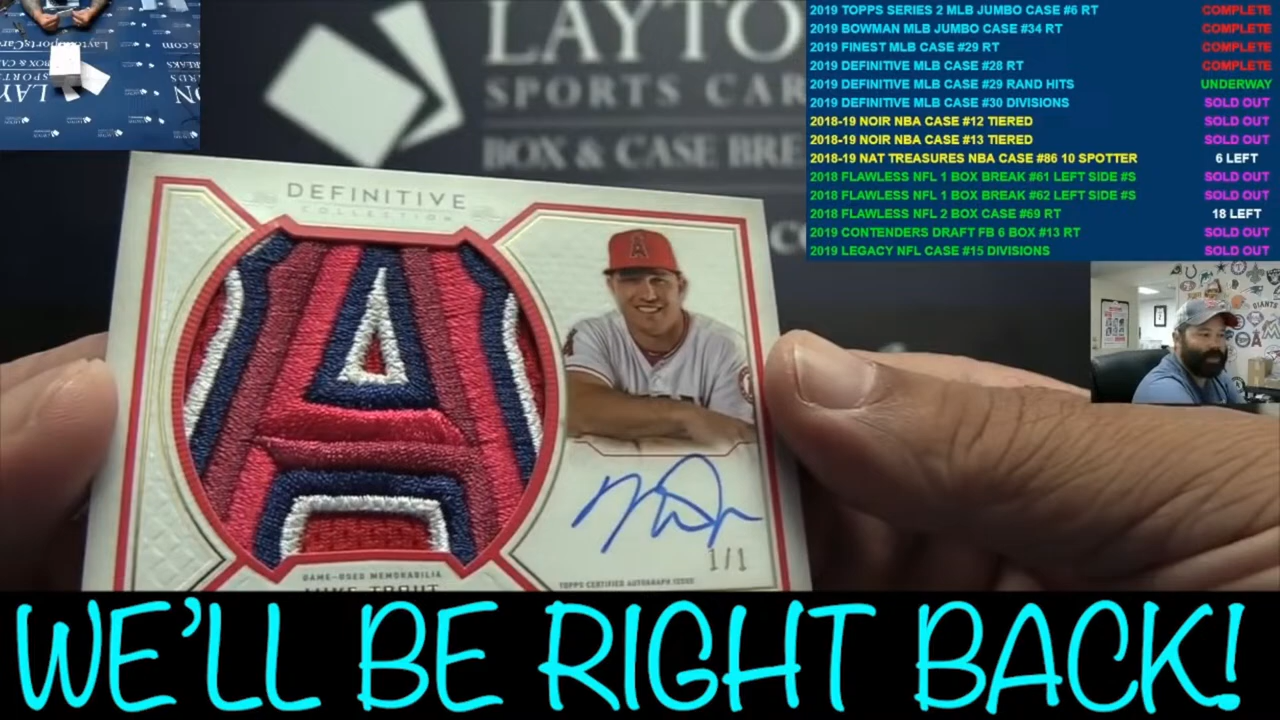 2019 TOPPS SERIES 2 MLB JUMBO CASE #6 RT COMPLETE
2019 BOWMAN MLB JUMBO CASE #34 RT COMPLETE
2019 FINEST MLB CASE #29 RT COMPLETE
2019 DEFINITIVE MLB CASE #28 RT COMPLETE
2019 DEFINITIVE MLB CASE #29 RAND HITS UNDERWAY
2019 DEFINITIVE MLB CASE #30 DIVISIONS SOLD OUT
2018-19 NOIR NBA CASE #12 TIERED SOLD OUT
2018-19 NOIR NBA CASE #13 TIERED SOLD OUT
2018-19 NAT TREASURES NBA CASE #86 10 SPOTTER 6 LEFT
2018 FLAWLESS NFL 1 BOX BREAK #61 LEFT SIDE #S SOLD OUT
2018 FLAWLESS NFL 1 BOX BREAK #62 LEFT SIDE #S SOLD OUT
2018 FLAWLESS NFL 2 BOX CASE #69 RT 18 LEFT
2019 CONTENDERS DRAFT FB 6 BOX #13 RT SOLD OUT
2019 LEGACY NFL CASE #15 DIVISIONS SOLD OUT
LAYTO
SPORTS CAR
BOX & CASE BRE
DEFINITIVE
COLLECTION
A
1/1
GAME-USED MEMORABILIA
TOPPS CERTIFIED AUTOGRAPH ISSUE
MIKE TROUT
WE'LL BE RIGHT BACK!